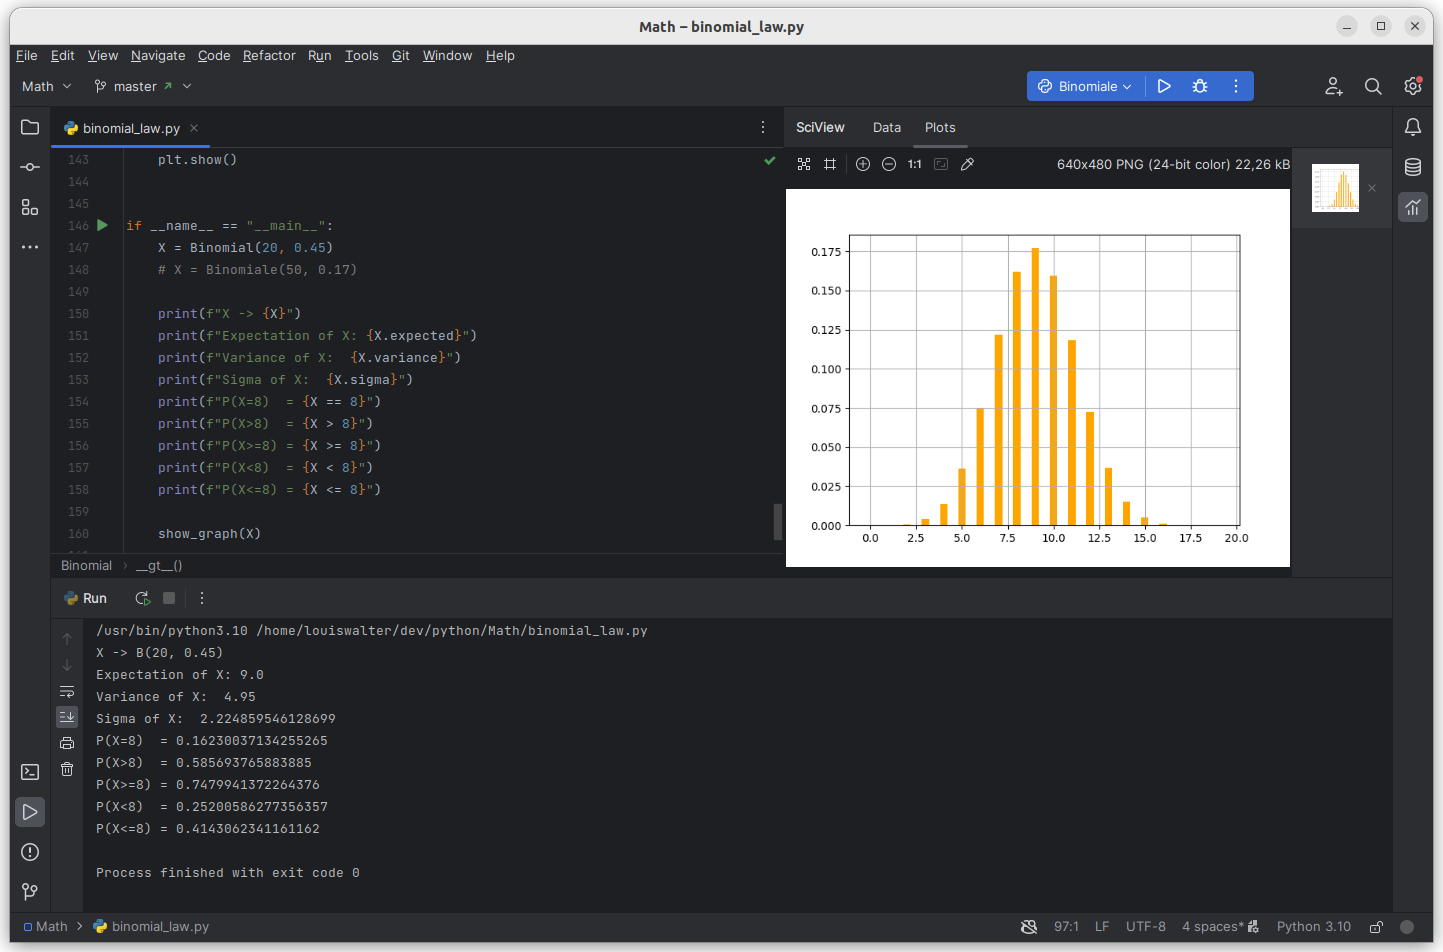 Math – binomial_law.py
File Edit View Navigate Code Refactor Run Tools Git Window Help
Math master Binomiale
binomial_law.py
SciView Data Plots
143 plt.show()
144
145
146 if __name__ == "__main__":
147 X = Binomial(20, 0.45)
148 # X = Binomiale(50, 0.17)
149
150 print(f"X -> {X}")
151 print(f"Expectation of X: {X.expected}")
152 print(f"Variance of X:  {X.variance}")
153 print(f"Sigma of X:  {X.sigma}")
154 print(f"P(X=8)  = {X == 8}")
155 print(f"P(X>8)  = {X > 8}")
156 print(f"P(X>=8) = {X >= 8}")
157 print(f"P(X<8)  = {X < 8}")
158 print(f"P(X<=8) = {X <= 8}")
159
160 show_graph(X)
Binomial › __gt__()
1:1 640x480 PNG (24-bit color) 22,26 kB
0.175
0.150
0.125
0.100
0.075
0.050
0.025
0.000
0.0 2.5 5.0 7.5 10.0 12.5 15.0 17.5 20.0
Run
/usr/bin/python3.10 /home/louiswalter/dev/python/Math/binomial_law.py
X -> B(20, 0.45)
Expectation of X: 9.0
Variance of X:  4.95
Sigma of X:  2.224859546128699
P(X=8)  = 0.16230037134255265
P(X>8)  = 0.585693765883885
P(X>=8) = 0.7479941372264376
P(X<8)  = 0.25200586277356357
P(X<=8) = 0.4143062341161162
Process finished with exit code 0
Math › binomial_law.py
97:1 LF UTF-8 4 spaces* Python 3.10